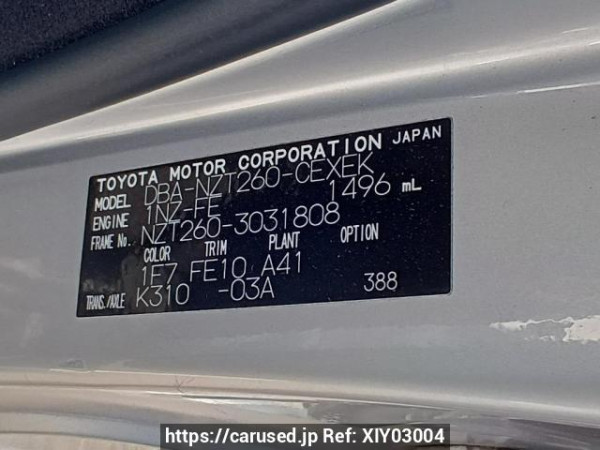 TOYOTA MOTOR CORPORATION JAPAN
MODEL DBA-NZT260-CEXEK
ENGINE 1NZ-FE 1496 mL
FRAME No. NZT260-3031808
COLOR TRIM PLANT OPTION
1F7 FE10 A41
TRANS./AXLE K310 -03A 388
https://carused.jp Ref: XIY03004